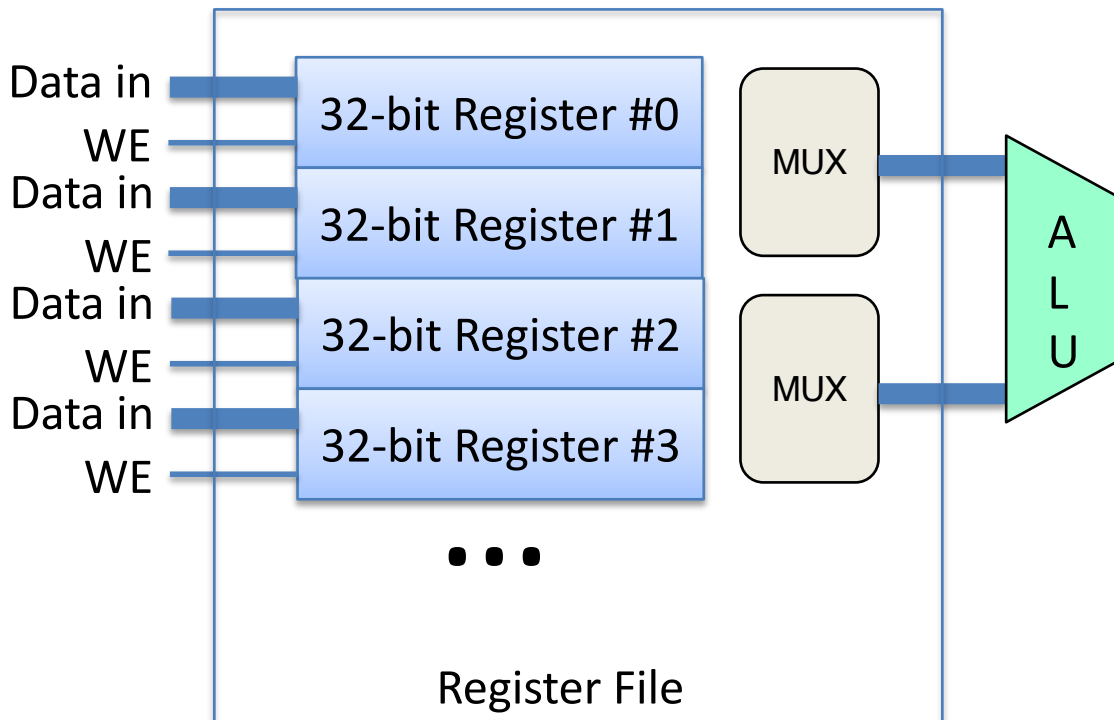 Data in
32-bit Register #0
WE
MUX
Data in
32-bit Register #1
WE
A
L
U
Data in
32-bit Register #2
WE
MUX
Data in
32-bit Register #3
WE
...
Register File